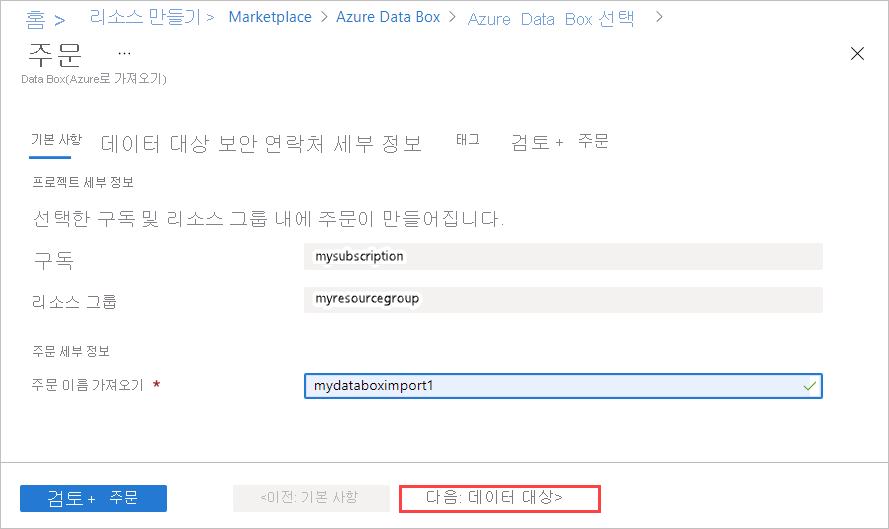 홈 > 리소스 만들기 > Marketplace > Azure Data Box > Azure Data Box 선택 >
주문 ...
Data Box(Azure로 가져오기)
기본 사항 데이터 대상 보안 연락처 세부 정보 태그 검토 + 주문
프로젝트 세부 정보
선택한 구독 및 리소스 그룹 내에 주문이 만들어집니다.
구독 mysubscription
리소스 그룹 myresourcegroup
주문 세부 정보
주문 이름 가져오기 * mydataboximport1
검토 + 주문 <이전: 기본 사항 다음: 데이터 대상>